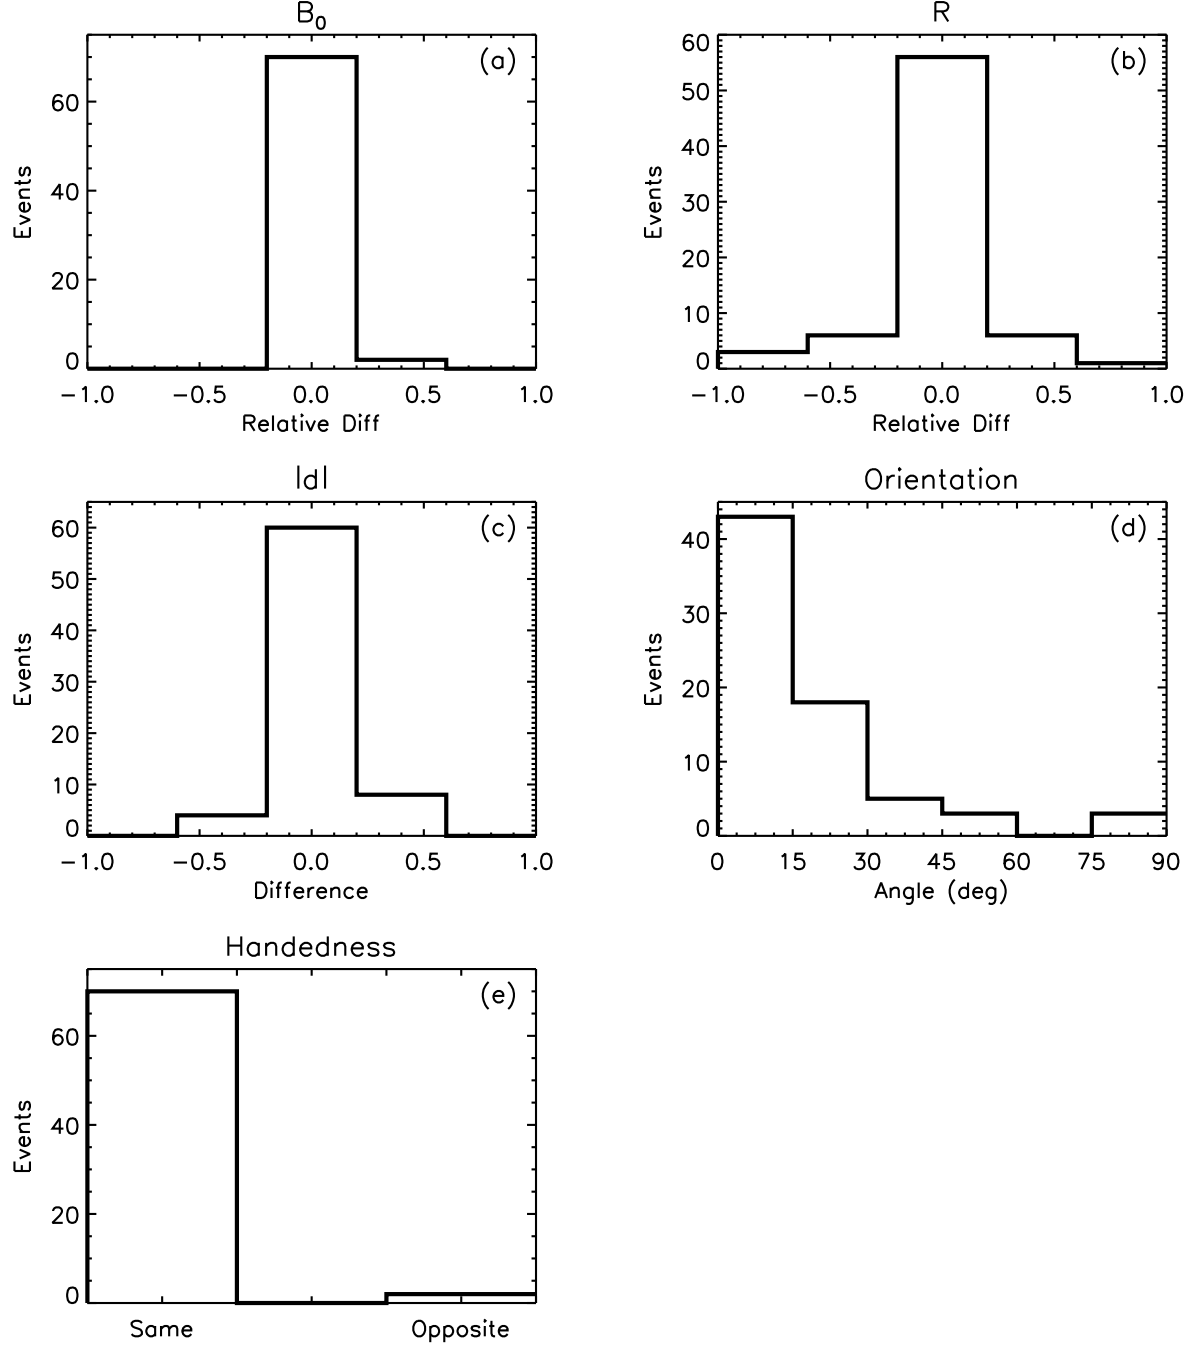 B₀
(a)
Events
60
40
20
0
−1.0 −0.5 0.0 0.5 1.0
Relative Diff
R
(b)
Events
60
50
40
30
20
10
0
−1.0 −0.5 0.0 0.5 1.0
Relative Diff
|d|
(c)
Events
60
50
40
30
20
10
0
−1.0 −0.5 0.0 0.5 1.0
Difference
Orientation
(d)
Events
40
30
20
10
0
0 15 30 45 60 75 90
Angle (deg)
Handedness
(e)
Events
60
40
20
0
Same Opposite